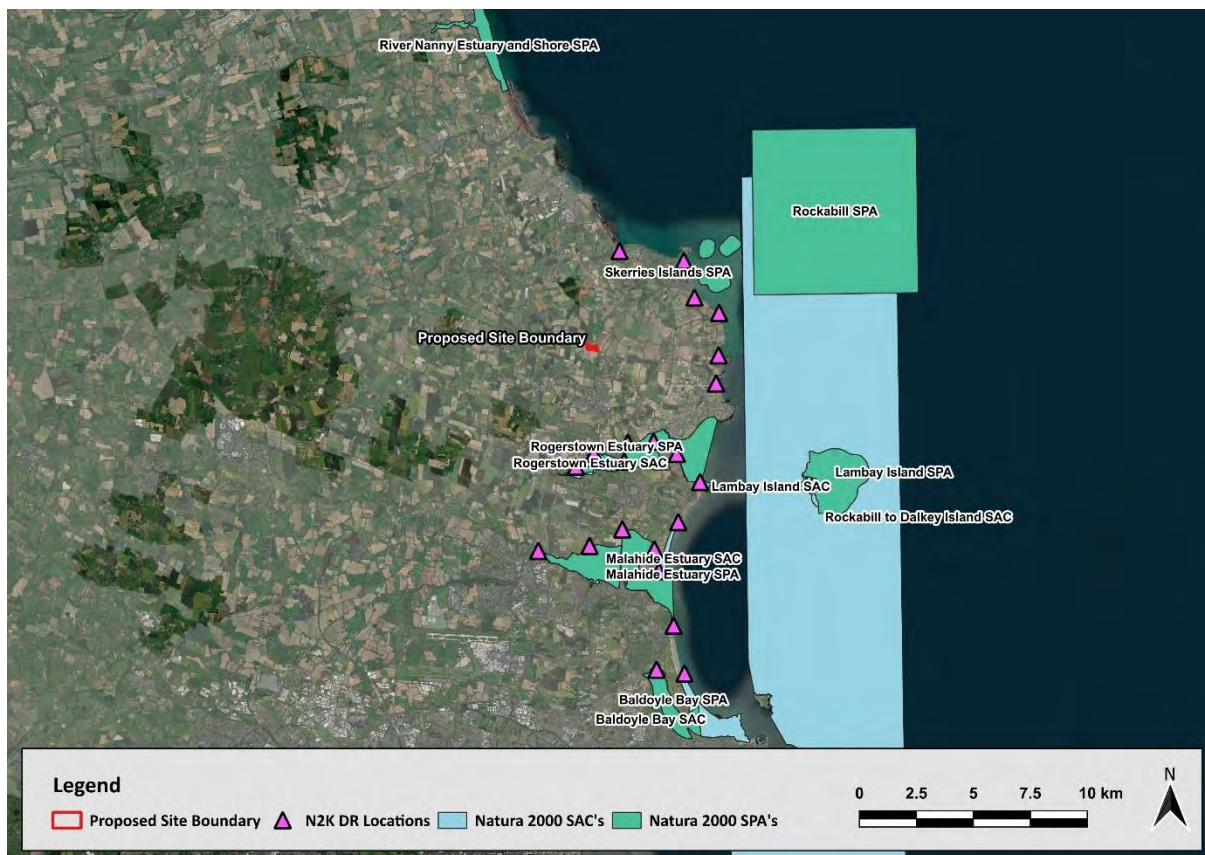 River Nanny Estuary and Shore SPA
Rockabill SPA
Skerries Islands SPA
Proposed Site Boundary
Rogerstown Estuary SPA
Rogerstown Estuary SAC
Lambay Island SPA
Lambay Island SAC
Rockabill to Dalkey Island SAC
Malahide Estuary SAC
Malahide Estuary SPA
Baldoyle Bay SPA
Baldoyle Bay SAC
Legend
Proposed Site Boundary
N2K DR Locations
Natura 2000 SAC's
Natura 2000 SPA's
0 2.5 5 7.5 10 km
N